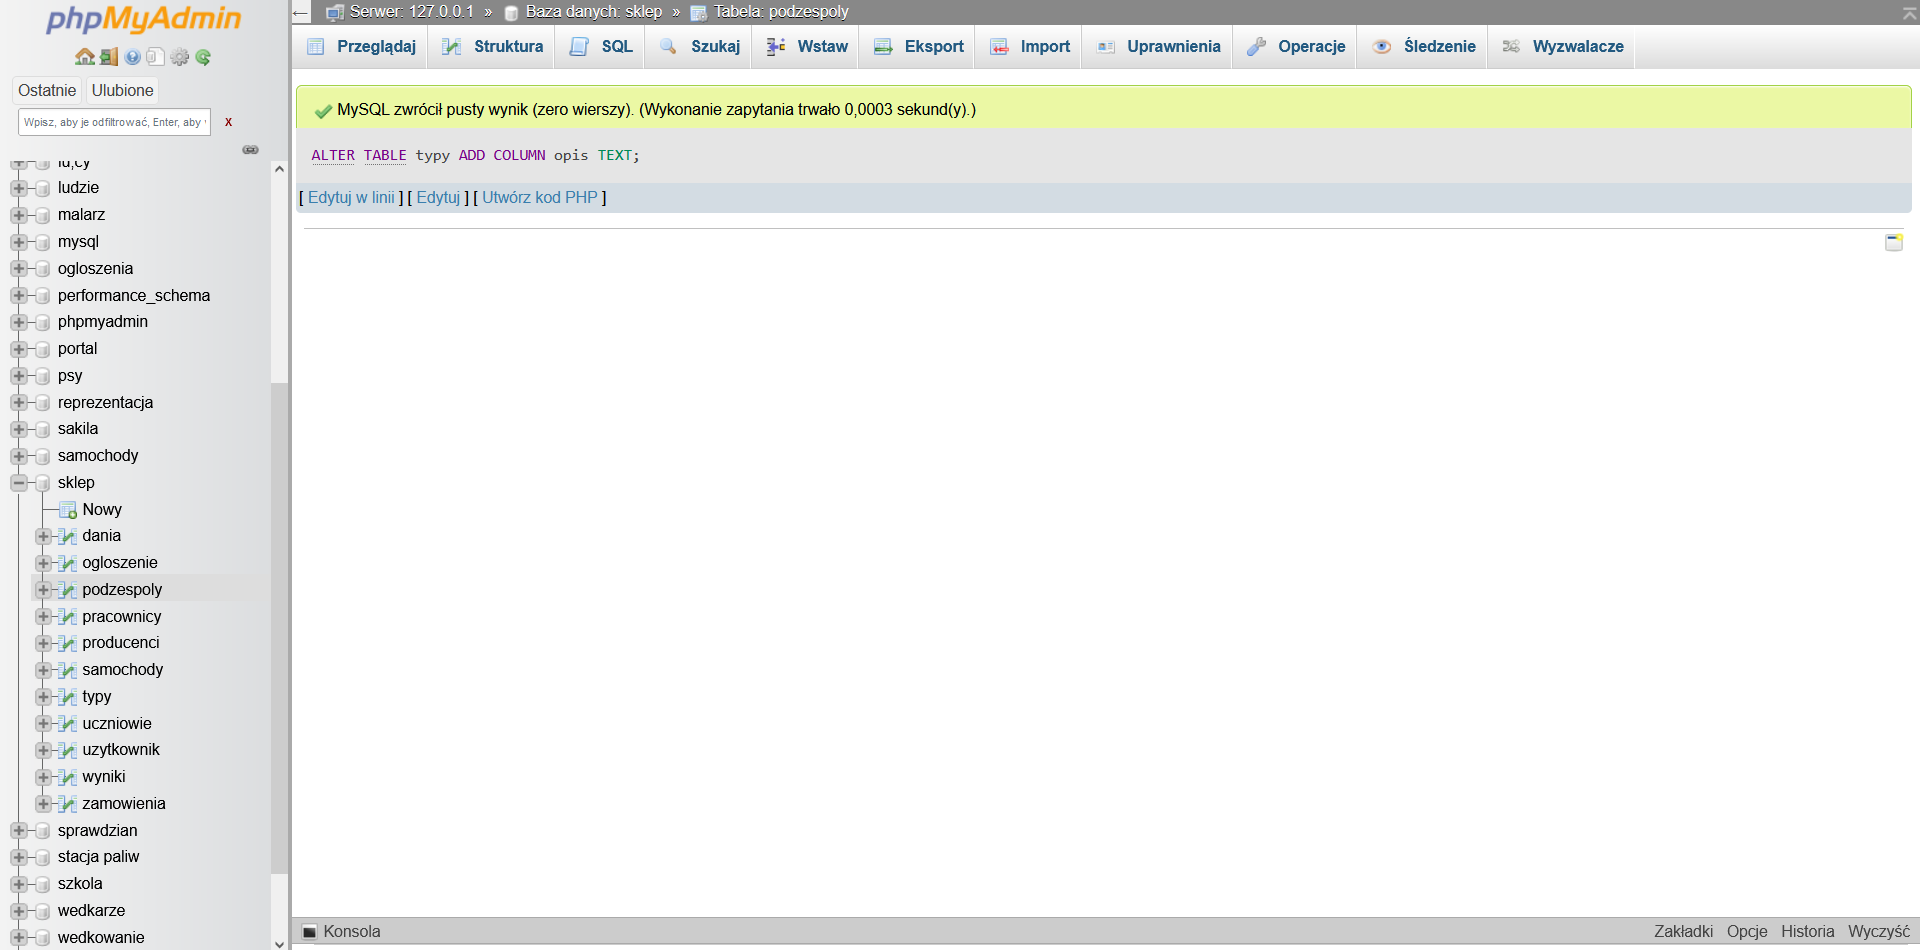 phpMyAdmin
Ostatnie Ulubione
Wpisz, aby je odfiltrować, Enter, aby
x
ludzie
malarz
mysql
ogloszenia
performance_schema
phpmyadmin
portal
psy
reprezentacja
sakila
samochody
sklep
Nowy
dania
ogloszenie
podzespoly
pracownicy
producenci
samochody
typy
uczniowie
uzytkownik
wyniki
zamowienia
sprawdzian
stacja paliw
szkola
wedkarze
wedkowanie
Serwer: 127.0.0.1 » Baza danych: sklep » Tabela: podzespoly
Przeglądaj Struktura SQL Szukaj Wstaw Eksport Import Uprawnienia Operacje Śledzenie Wyzwalacze
MySQL zwrócił pusty wynik (zero wierszy). (Wykonanie zapytania trwało 0,0003 sekund(y).)
ALTER TABLE typy ADD COLUMN opis TEXT;
[ Edytuj w linii ] [ Edytuj ] [ Utwórz kod PHP ]
Konsola
Zakładki Opcje Historia Wyczyść